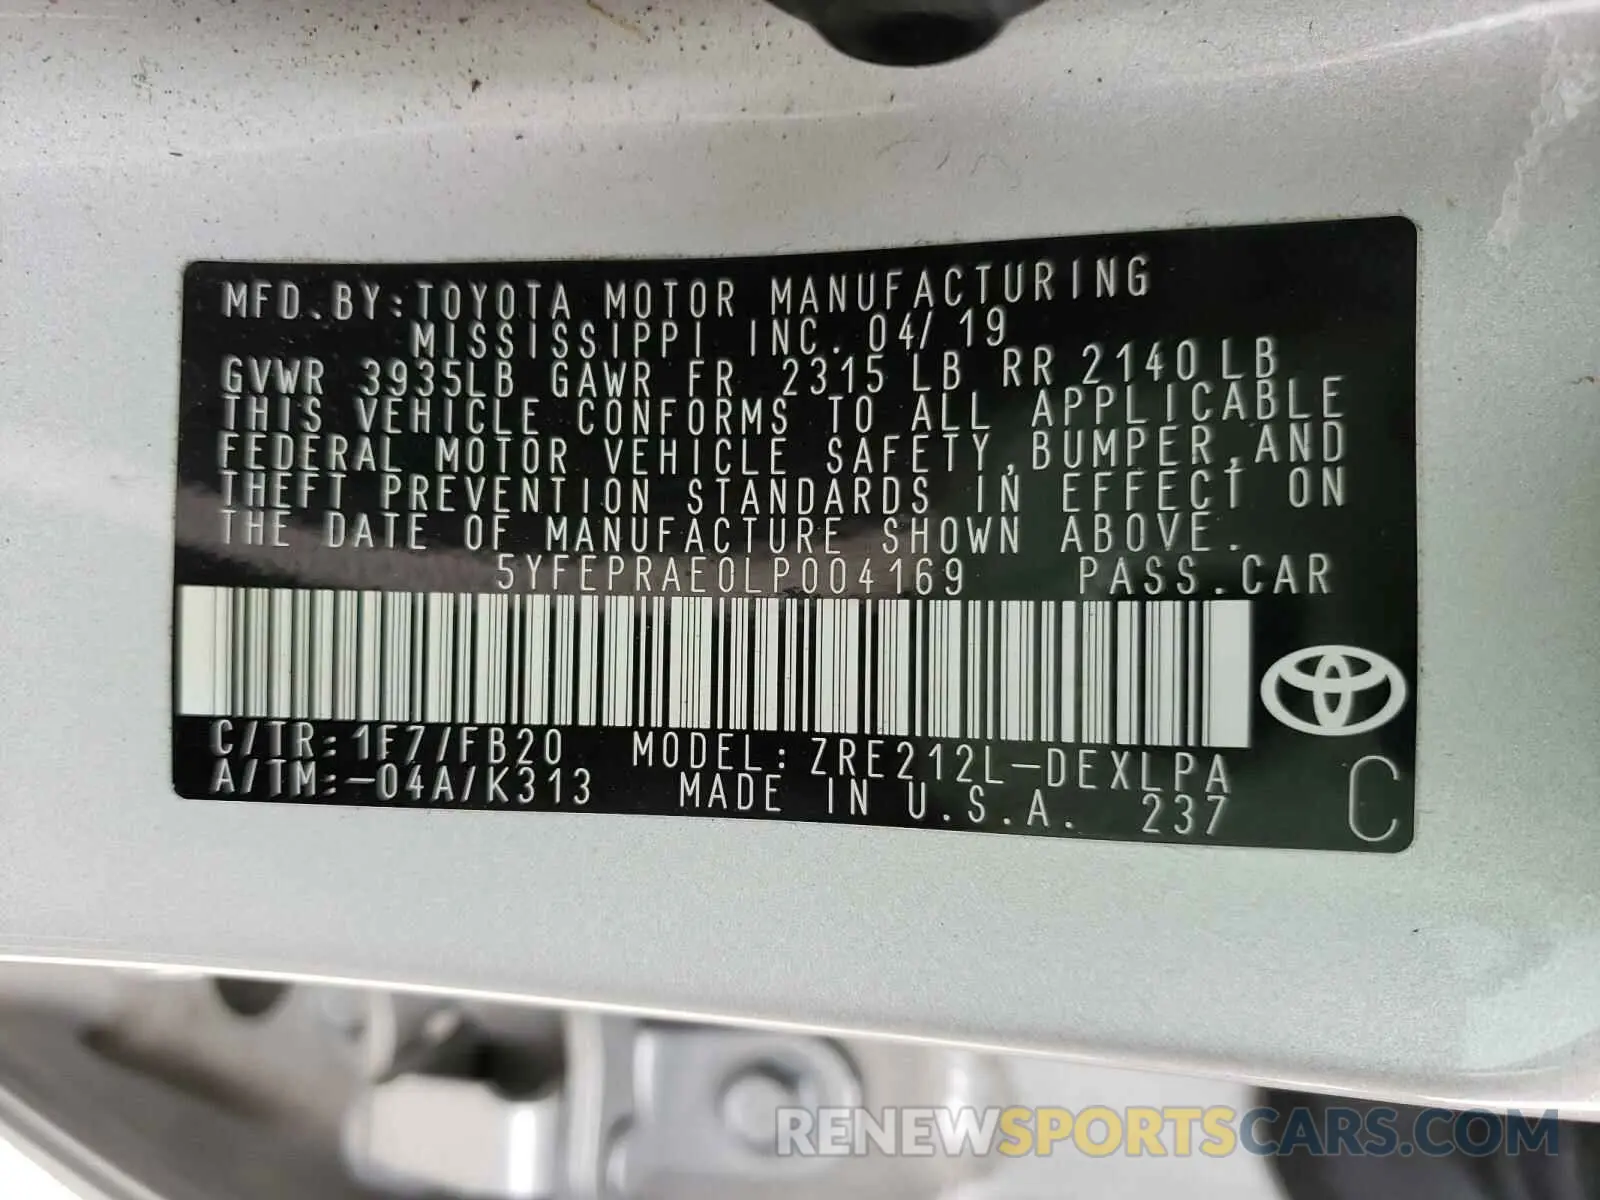 MFD.BY:TOYOTA MOTOR MANUFACTURING
MISSISSIPPI INC. 04/19
GVWR 3935LB GAWR FR 2315LB RR 2140LB
THIS VEHICLE CONFORMS TO ALL APPLICABLE
FEDERAL MOTOR VEHICLE SAFETY,BUMPER,AND
THEFT PREVENTION STANDARDS IN EFFECT ON
THE DATE OF MANUFACTURE SHOWN ABOVE.
5YFEPRAE0LP004169 PASS.CAR
C/TR:1F7/FB20 MODEL:ZRE212L-DEXLPA
A/TM:-04A/K313 MADE IN U.S.A. 237
C
RENEWSPORTSCARS.COM